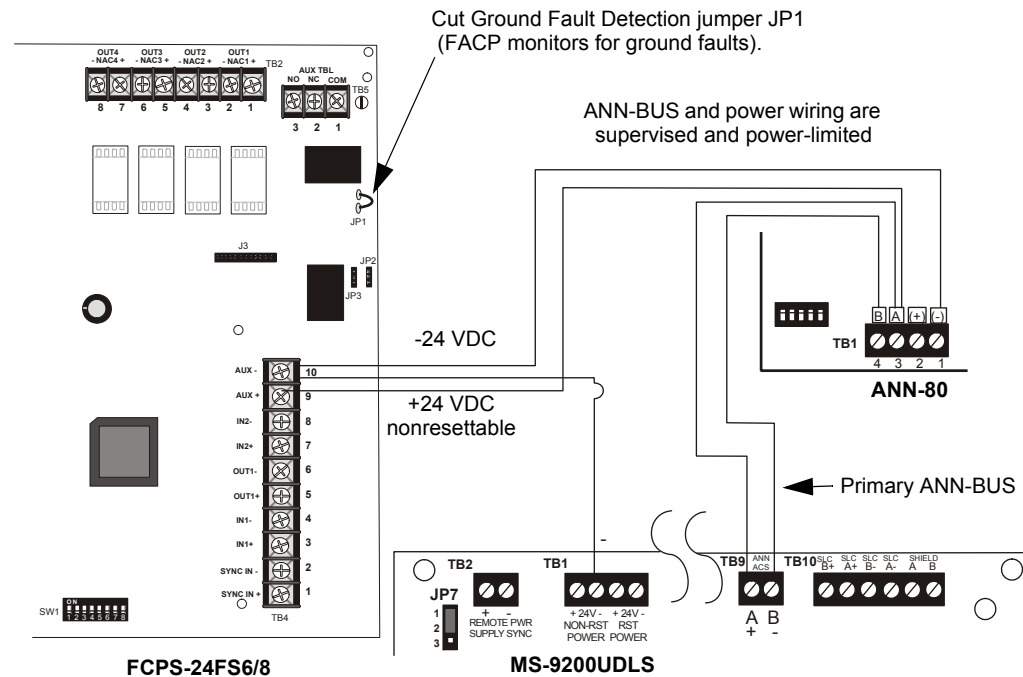 Cut Ground Fault Detection jumper JP1
(FACP monitors for ground faults).
OUT4 OUT3 OUT2 OUT1
- NAC4 + - NAC3 + - NAC2 + - NAC1 +
TB2
8 7 6 5 4 3 2 1
AUX TBL
NO NC COM
TB5
3 2 1
ANN-BUS and power wiring are
supervised and power-limited
JP1
J3
JP2
JP3
B A (+) (-)
TB1
4 3 2 1
ANN-80
-24 VDC
+24 VDC
nonresettable
AUX - 10
AUX + 9
IN2- 8
IN2+ 7
OUT1- 6
OUT1+ 5
IN1- 4
IN1+ 3
SYNC IN - 2
SYNC IN + 1
TB4
SW1
ON
1 2 3 4 5 6 7 8
FCPS-24FS6/8
Primary ANN-BUS
-
TB2
+ -
REMOTE PWR
SUPPLY SYNC
JP7
1
2
3
TB1
+ 24V - + 24V -
NON-RST RST
POWER POWER
TB9
ANN
ACS
A B
+ -
TB10
SLC SLC SLC SLC SHIELD
B+ A+ B- A- A B
MS-9200UDLS